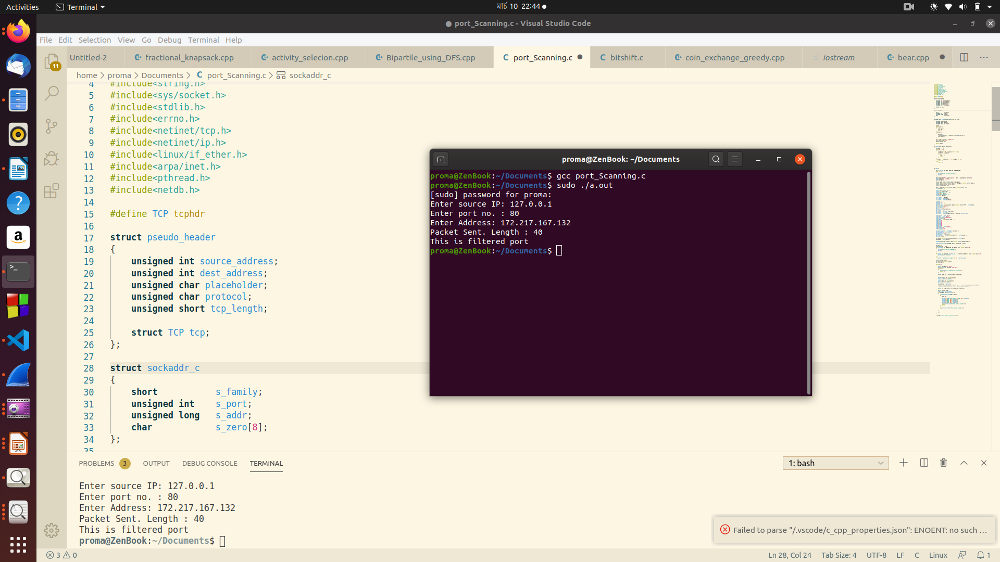 Activities
Terminal
মার্চ 10 22:44
port_Scanning.c - Visual Studio Code
File Edit Selection View Go Debug Terminal Help
Untitled-2
fractional_knapsack.cpp
activity_selecion.cpp
Bipartile_using_DFS.cpp
port_Scanning.c
bitshift.c
coin_exchange_greedy.cpp
iostream
bear.cpp
11
home > proma > Documents > C port_Scanning.c > sockaddr_c
4 #include<string.h>
5 #include<sys/socket.h>
6 #include<stdlib.h>
7 #include<errno.h>
8 #include<netinet/tcp.h>
9 #include<netinet/ip.h>
10 #include<linux/if_ether.h>
11 #include<arpa/inet.h>
12 #include<pthread.h>
13 #include<netdb.h>
14
15 #define TCP tcphdr
16
17 struct pseudo_header
18 {
19 unsigned int source_address;
20 unsigned int dest_address;
21 unsigned char placeholder;
22 unsigned char protocol;
23 unsigned short tcp_length;
24
25 struct TCP tcp;
26 };
27
28 struct sockaddr_c
29 {
30 short s_family;
31 unsigned int s_port;
32 unsigned long s_addr;
33 char s_zero[8];
34 };
35
proma@ZenBook: ~/Documents
proma@ZenBook:~/Documents$ gcc port_Scanning.c
proma@ZenBook:~/Documents$ sudo ./a.out
[sudo] password for proma:
Enter source IP: 127.0.0.1
Enter port no. : 80
Enter Address: 172.217.167.132
Packet Sent. Length : 40
This is filtered port
proma@ZenBook:~/Documents$
PROBLEMS 3 OUTPUT DEBUG CONSOLE TERMINAL
1: bash
Enter source IP: 127.0.0.1
Enter port no. : 80
Enter Address: 172.217.167.132
Packet Sent. Length : 40
This is filtered port
proma@ZenBook:~/Documents$
Failed to parse "/.vscode/c_cpp_properties.json": ENOENT: no such ...
3 0
Ln 28, Col 24 Tab Size: 4 UTF-8 LF C Linux 1